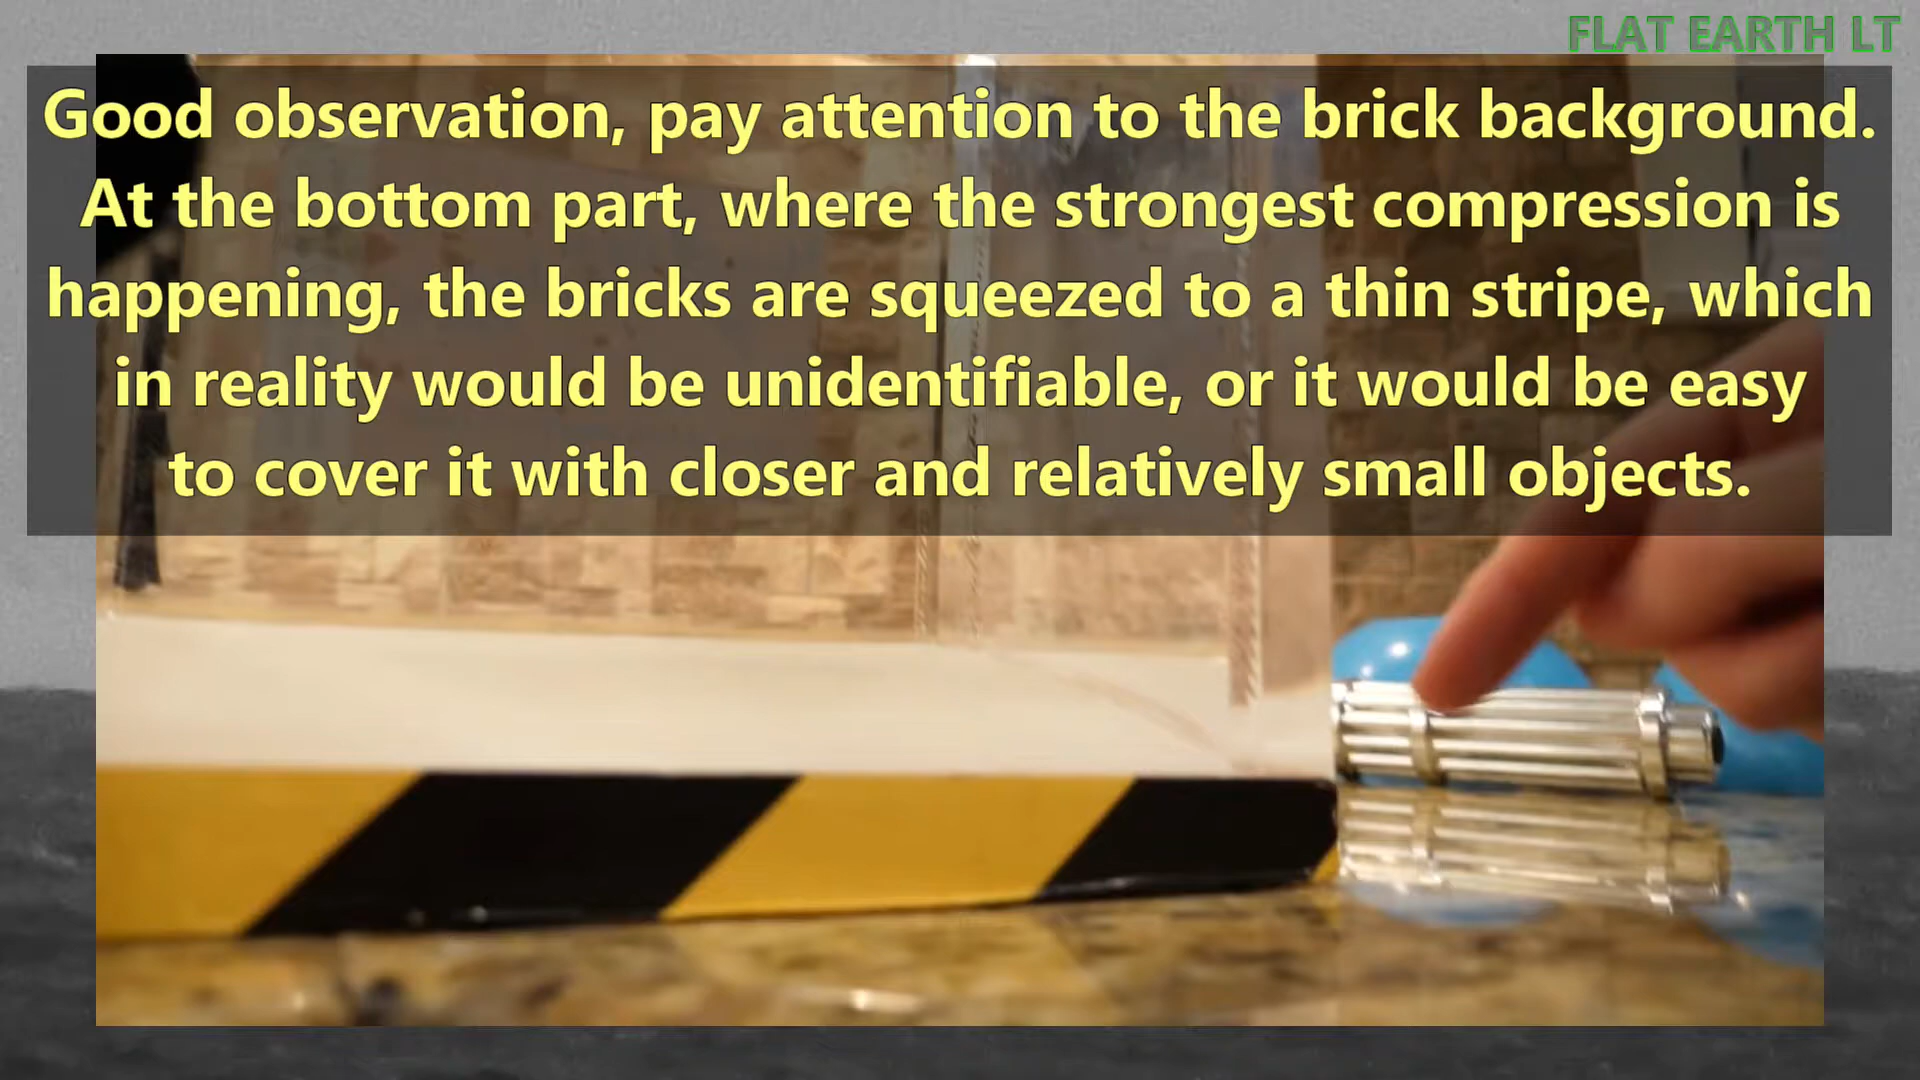 FLAT EARTH LT
Good observation, pay attention to the brick background.
At the bottom part, where the strongest compression is
happening, the bricks are squeezed to a thin stripe, which
in reality would be unidentifiable, or it would be easy
to cover it with closer and relatively small objects.